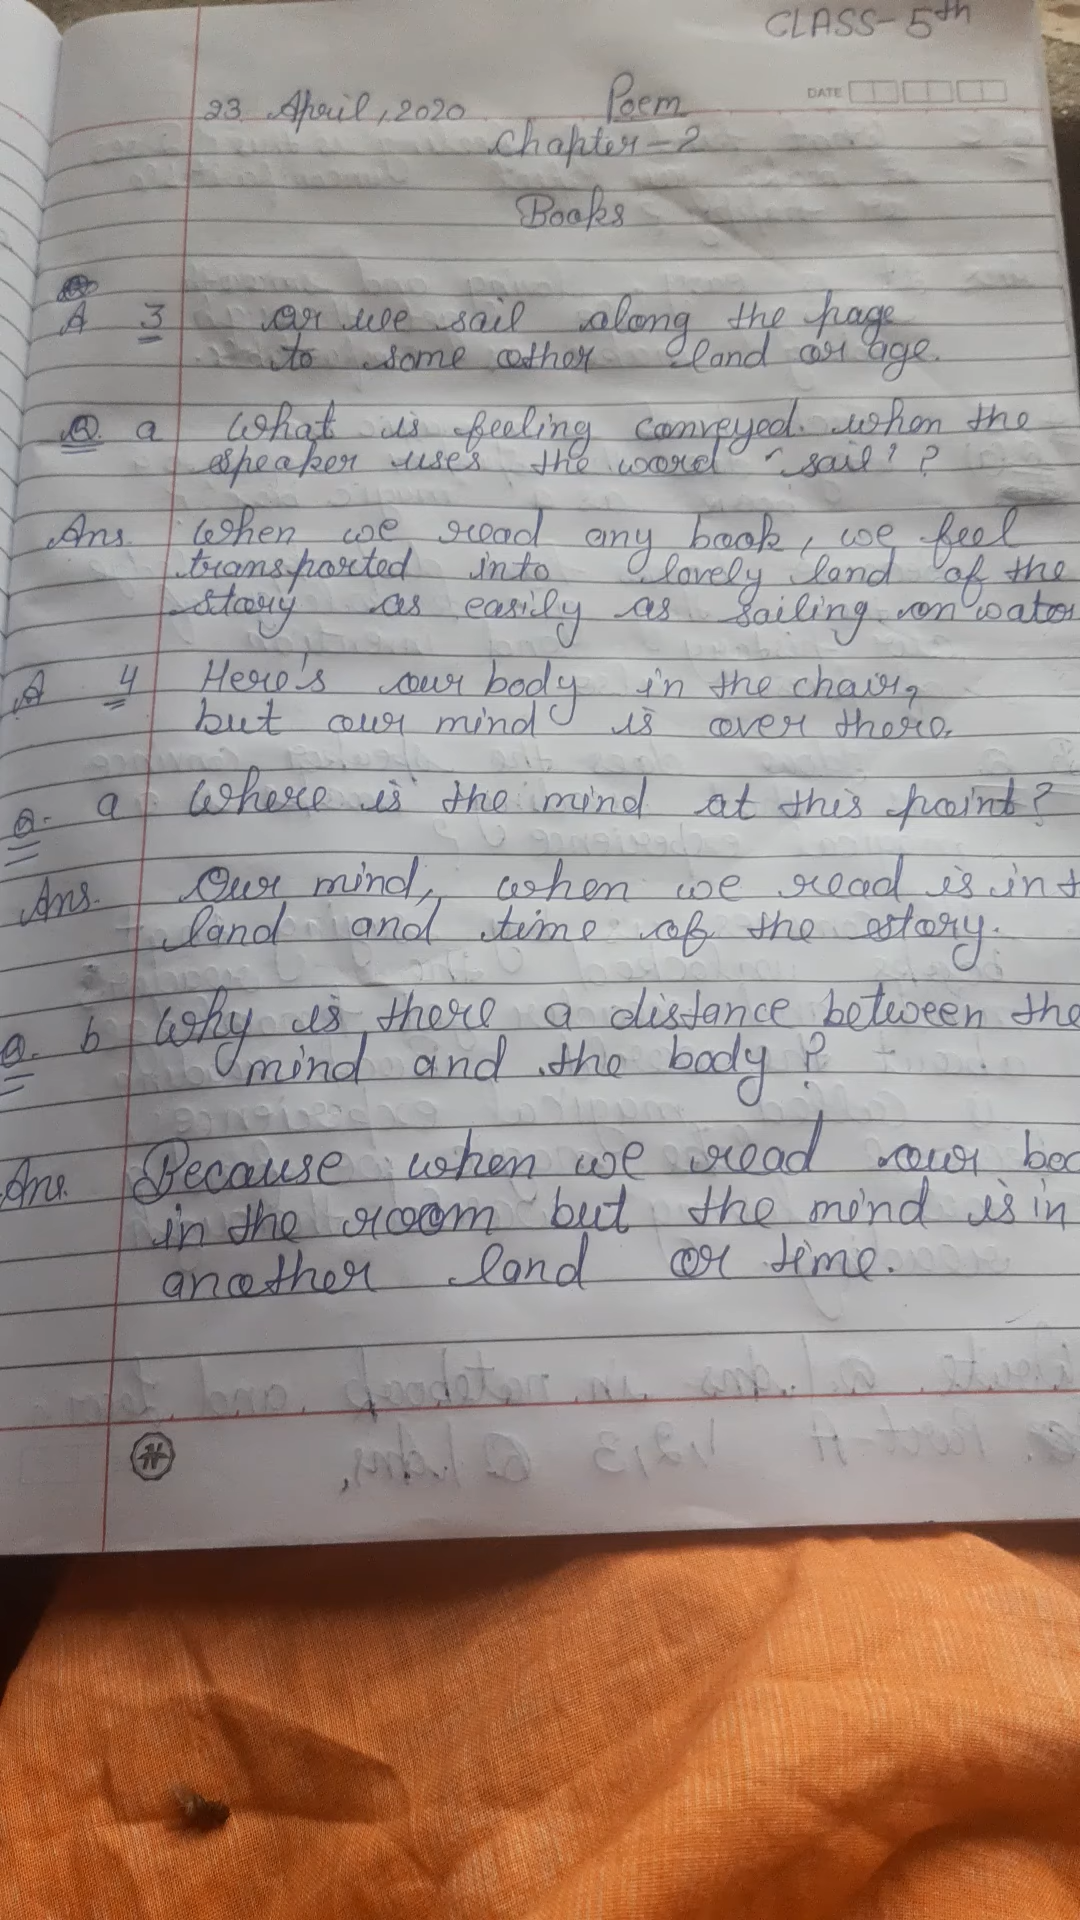 CLASS- 5th
DATE
23 April, 2020 Poem
Chapter-2
Books
A 3 or we sail along the page
to some other land or age.
Q. a What is feeling conveyed. when the
speaker uses the word 'sail'?
Ans. When we read any book, we feel
transported into lovely land of the
story as easily as sailing on water
A 4 Here's our body in the chair,
but our mind is over there.
Q. a Where is the mind at this point?
Ans. Our mind, when we read is in t
land and time of the story.
Q. b Why is there a distance between the
mind and the body?
Ans. Because when we read our bod
in the room but the mind is in
another land or time.